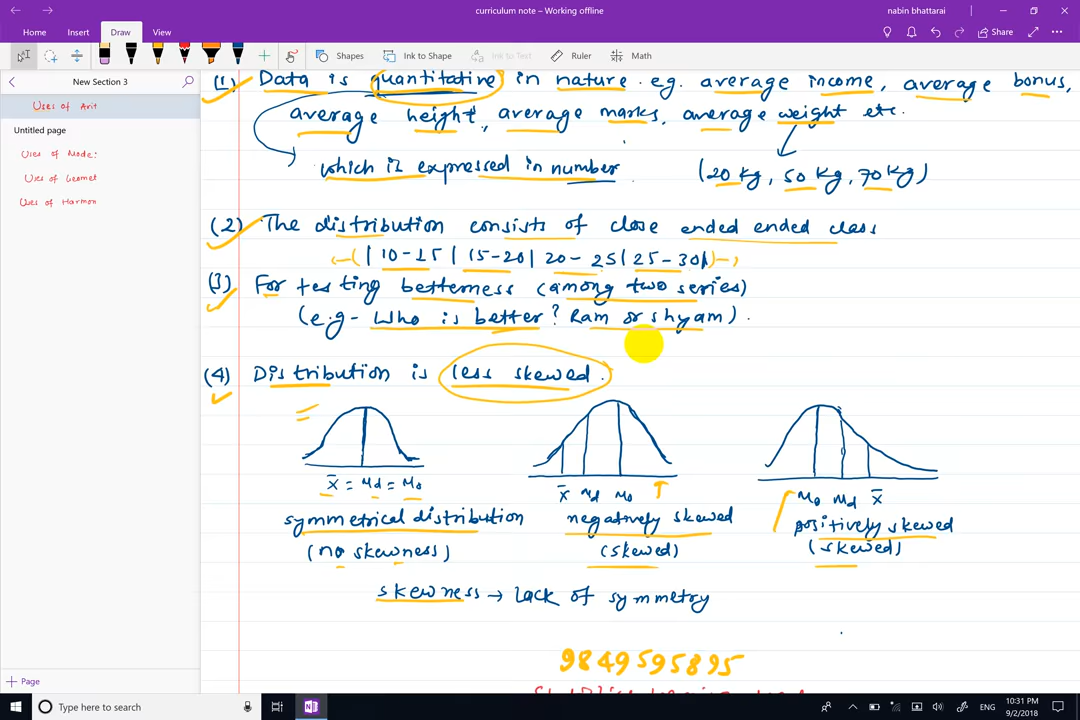 curriculum note – Working offline
nabin bhattarai
Home Insert Draw View
Share
Shapes Ink to Shape Ink to Text Ruler Math
New Section 3
Uses of Arit
Untitled page
Uses of Mode:
Uses of Geomet
Uses of Harmon
(1) Data is quantitative in nature e.g. average income, average bonus,
average height, average marks, average weight etc.
which is expressed in number
(20 kg, 50 kg, 70 kg)
(2) The distribution consists of close ended ended class
| 10-15 | 15-20 | 20-25 | 25-30 |
(3) For testing betterness (among two series)
(e.g- Who is better? Ram or shyam).
(4) Distribution is less skewed.
x̄ = Md = Mo
x̄ Md Mo
Mo Md x̄
symmetrical distribution
negatively skewed
positively skewed
(no skewness)
(skewed)
(skewed)
skewness → lack of symmetry
9849595895
+ Page
Type here to search
ENG
10:31 PM
9/2/2018